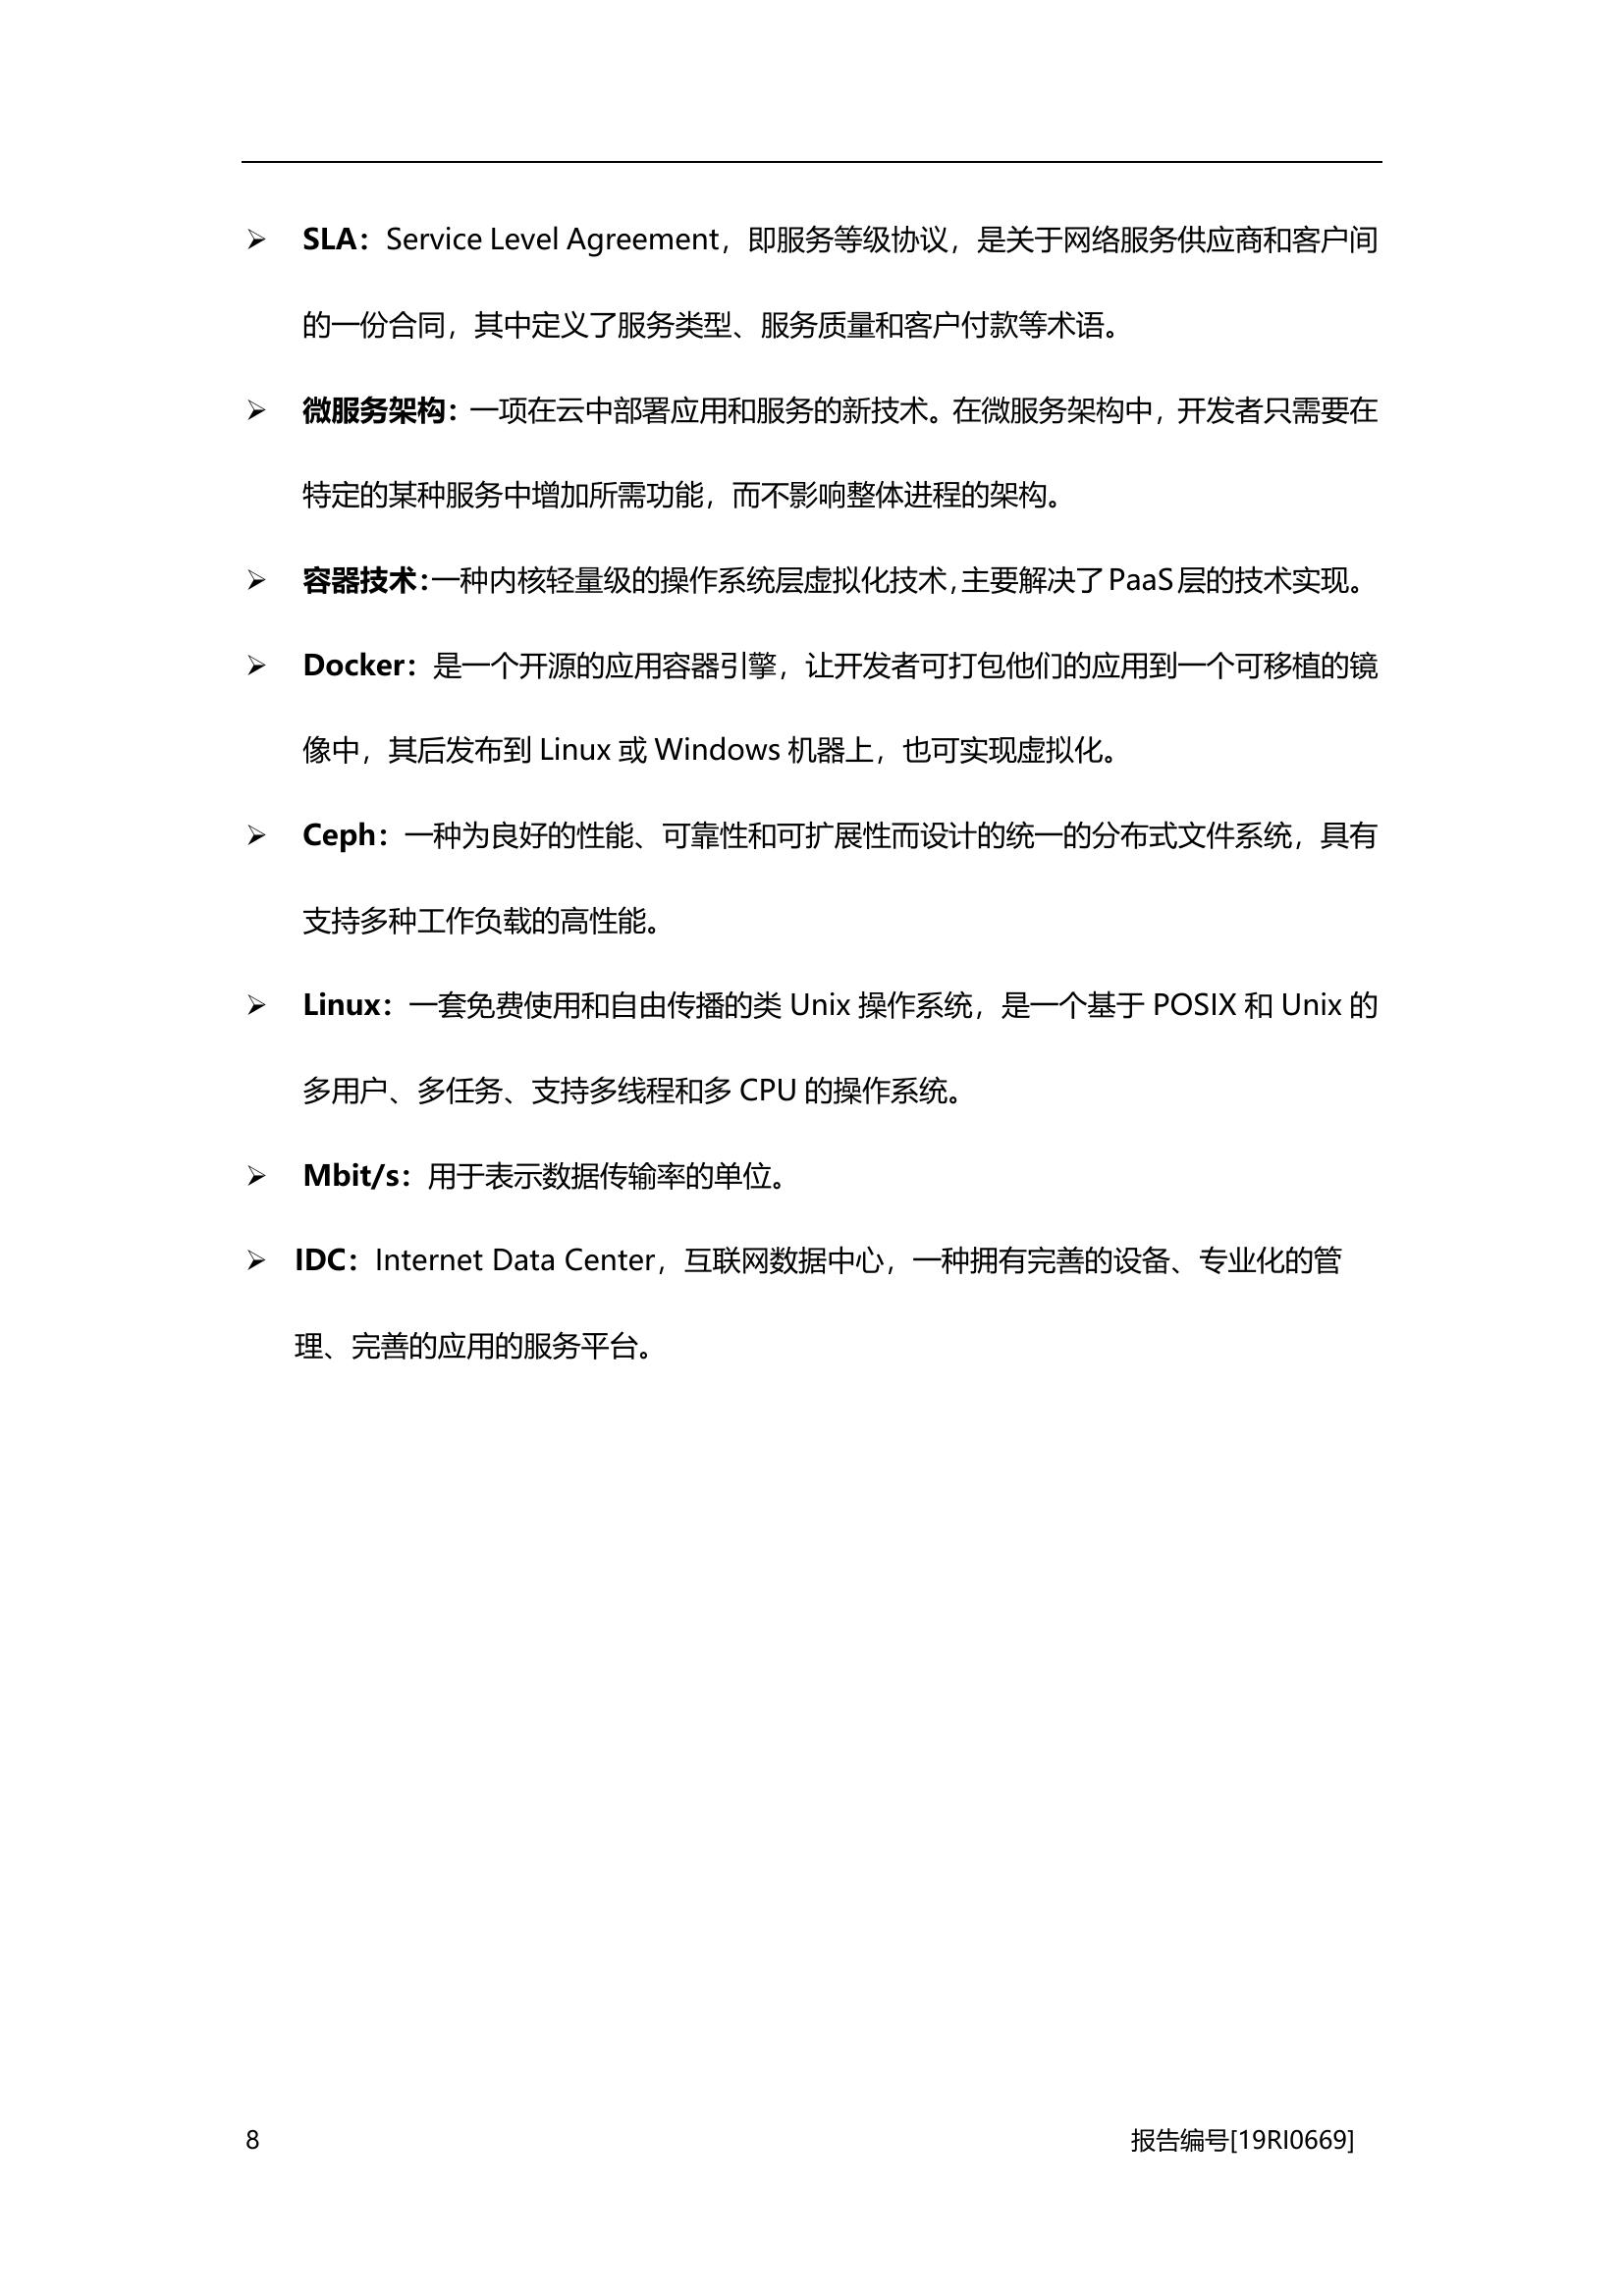 ➢ SLA：Service Level Agreement，即服务等级协议，是关于网络服务供应商和客户间
的一份合同，其中定义了服务类型、服务质量和客户付款等术语。
➢ 微服务架构：一项在云中部署应用和服务的新技术。在微服务架构中，开发者只需要在
特定的某种服务中增加所需功能，而不影响整体进程的架构。
➢ 容器技术：一种内核轻量级的操作系统层虚拟化技术，主要解决了 PaaS 层的技术实现。
➢ Docker：是一个开源的应用容器引擎，让开发者可打包他们的应用到一个可移植的镜
像中，其后发布到 Linux 或 Windows 机器上，也可实现虚拟化。
➢ Ceph：一种为良好的性能、可靠性和可扩展性而设计的统一的分布式文件系统，具有
支持多种工作负载的高性能。
➢ Linux：一套免费使用和自由传播的类 Unix 操作系统，是一个基于 POSIX 和 Unix 的
多用户、多任务、支持多线程和多 CPU 的操作系统。
➢ Mbit/s：用于表示数据传输率的单位。
➢ IDC：Internet Data Center，互联网数据中心，一种拥有完善的设备、专业化的管
理、完善的应用的服务平台。
8 报告编号[19RI0669]